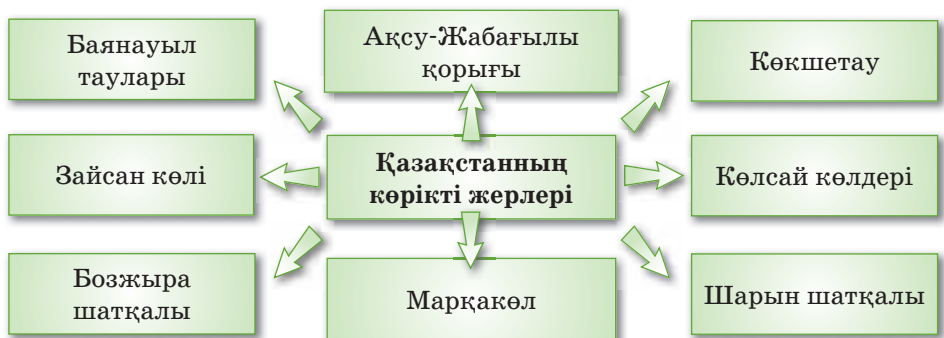 Баянауыл
таулары
Ақсу-Жабағылы
қорығы
Көкшетау
Зайсан көлі
Қазақстанның
көрікті жерлері
Көлсай көлдері
Бозжыра
шатқалы
Марқакөл
Шарын шатқалы